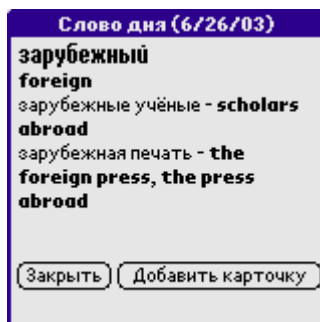 Слово дня (6/26/03)
зарубежный
foreign
зарубежные учёные - scholars
abroad
зарубежная печать - the
foreign press, the press
abroad
Закрыть Добавить карточку